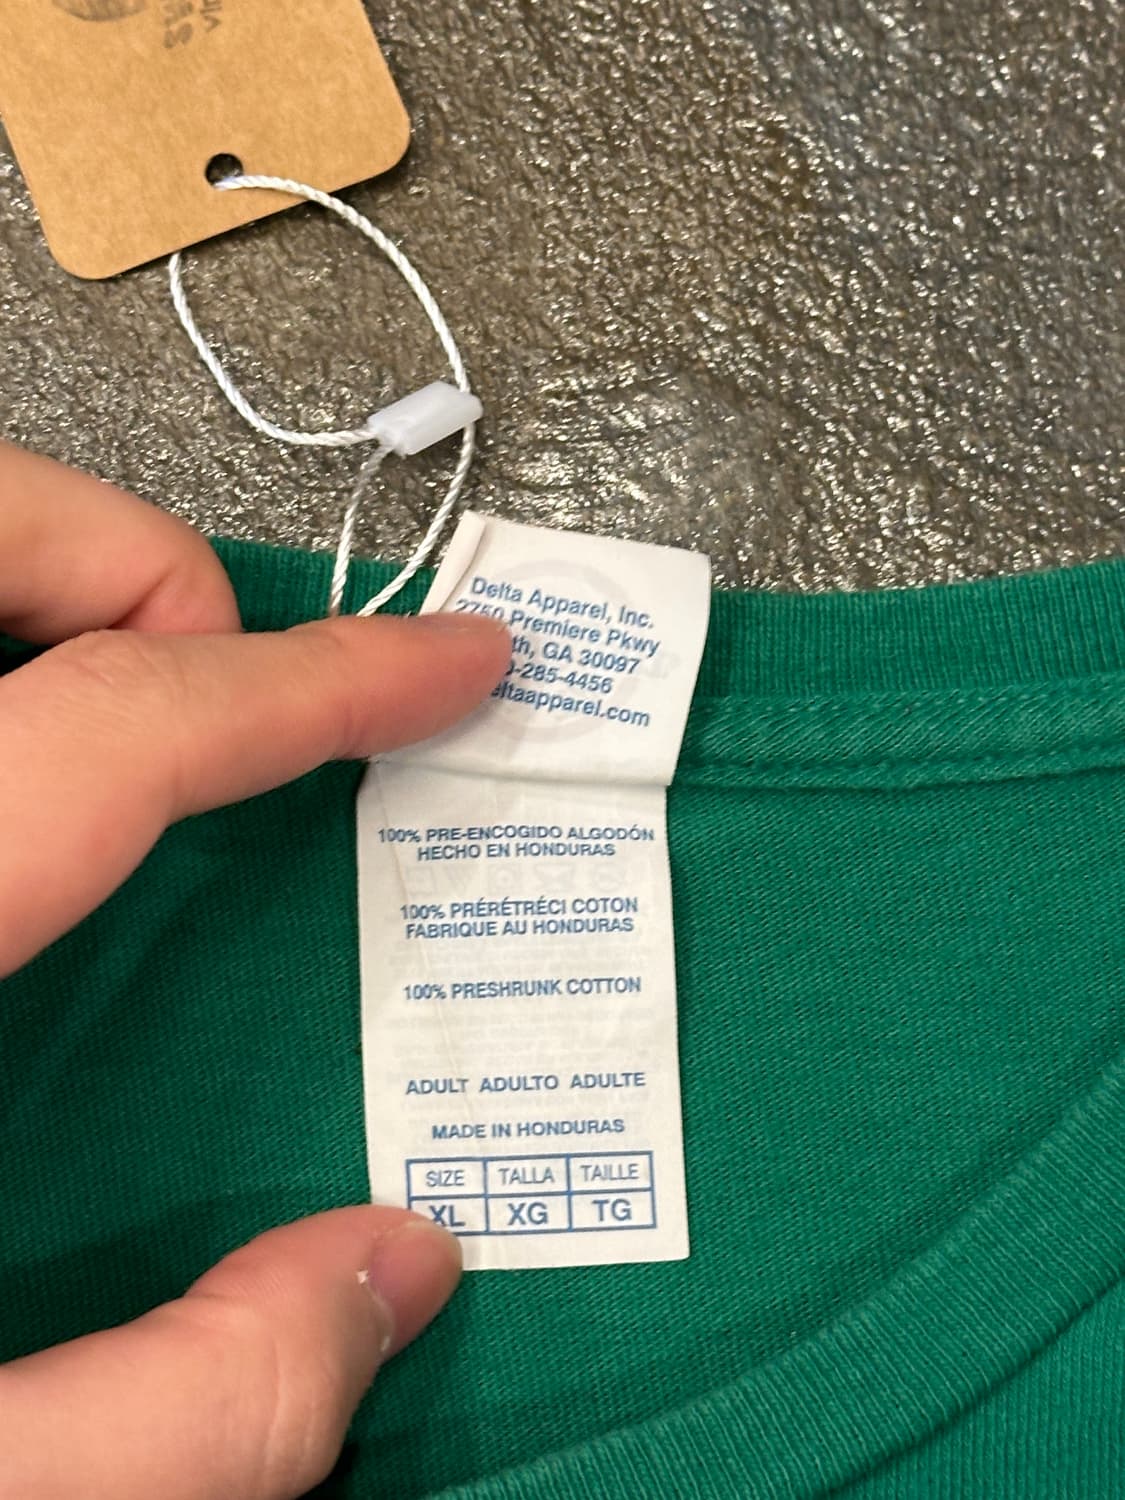 Delta Apparel, Inc.
2750 Premiere Pkwy
GA 30097
-285-4456
ltaapparel.com
100% PRE-ENCOGIDO ALGODÓN
HECHO EN HONDURAS
100% PRÉRÉTRÉCI COTON
FABRIQUE AU HONDURAS
100% PRESHRUNK COTTON
ADULT ADULTO ADULTE
MADE IN HONDURAS
SIZE TALLA TAILLE
XL XG TG